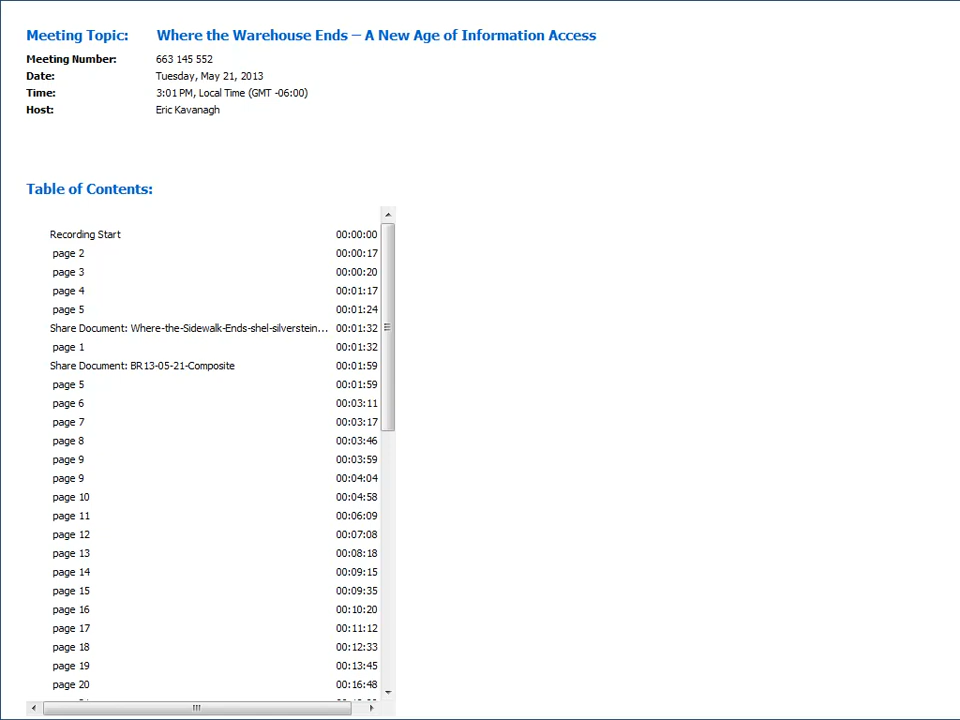 Meeting Topic: Where the Warehouse Ends – A New Age of Information Access
Meeting Number: 663 145 552
Date: Tuesday, May 21, 2013
Time: 3:01 PM, Local Time (GMT -06:00)
Host: Eric Kavanagh
Table of Contents:
Recording Start 00:00:00
page 2 00:00:17
page 3 00:00:20
page 4 00:01:17
page 5 00:01:24
Share Document: Where-the-Sidewalk-Ends-shel-silverstein... 00:01:32
page 1 00:01:32
Share Document: BR13-05-21-Composite 00:01:59
page 5 00:01:59
page 6 00:03:11
page 7 00:03:17
page 8 00:03:46
page 9 00:03:59
page 9 00:04:04
page 10 00:04:58
page 11 00:06:09
page 12 00:07:08
page 13 00:08:18
page 14 00:09:15
page 15 00:09:35
page 16 00:10:20
page 17 00:11:12
page 18 00:12:33
page 19 00:13:45
page 20 00:16:48